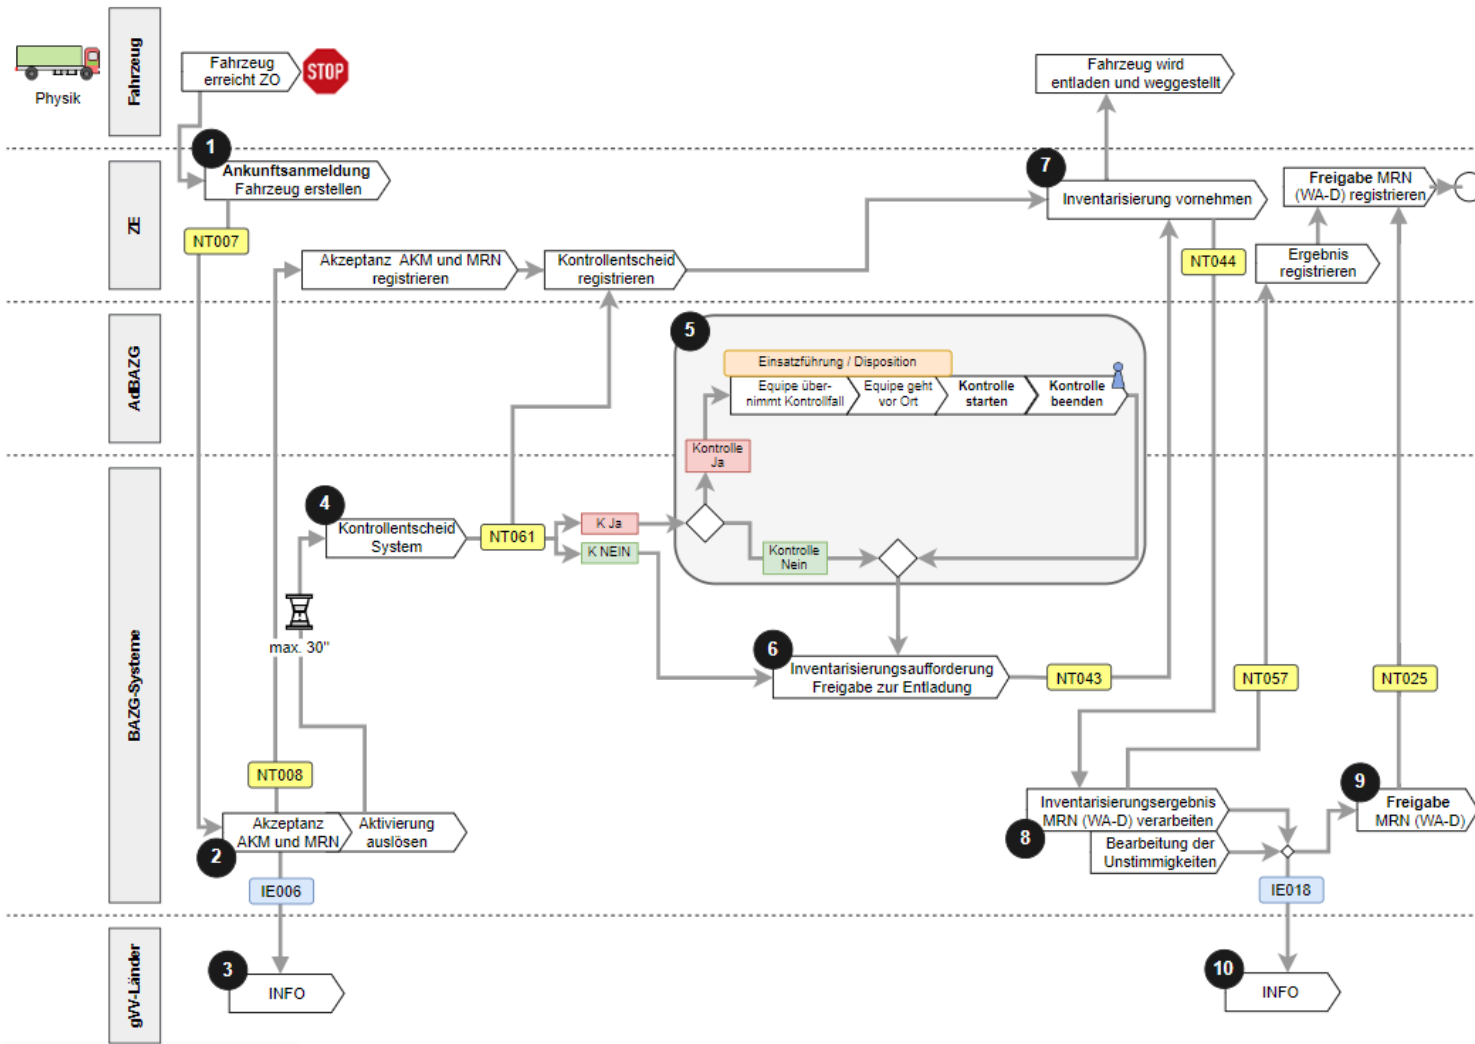 Fahrzeug
Physik
Fahrzeug
erreicht ZO
STOP
Fahrzeug wird
entladen und weggestellt
ZE
1
Ankunftsanmeldung
Fahrzeug erstellen
NT007
Akzeptanz AKM und MRN
registrieren
Kontrollentscheid
registrieren
7
Inventarisierung vornehmen
NT044
Freigabe MRN
(WA-D) registrieren
Ergebnis
registrieren
AdBAZG
5
Einsatzführung / Disposition
Equipe über-
nimmt Kontrollfall
Equipe geht
vor Ort
Kontrolle
starten
Kontrolle
beenden
Kontrolle
Ja
BAZG-Systeme
4
Kontrollentscheid
System
NT061
K Ja
K NEIN
Kontrolle
Nein
max. 30"
6
Inventarisierungsaufforderung
Freigabe zur Entladung
NT043
NT057
NT025
NT008
2
Akzeptanz
AKM und MRN
Aktivierung
auslösen
8
Inventarisierungsergebnis
MRN (WA-D) verarbeiten
Bearbeitung der
Unstimmigkeiten
9
Freigabe
MRN (WA-D)
IE006
IE018
gVV-Länder
3
INFO
10
INFO